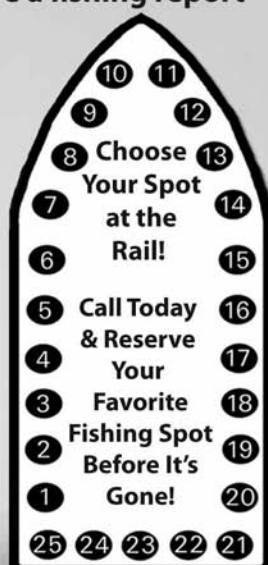 a fishing report
10 11
9 12
8 Choose 13
Your Spot
7 at the 14
Rail!
6 15
5 Call Today 16
& Reserve
4 Your 17
3 Favorite 18
2 Fishing Spot 19
Before It's
1 Gone! 20
25 24 23 22 21